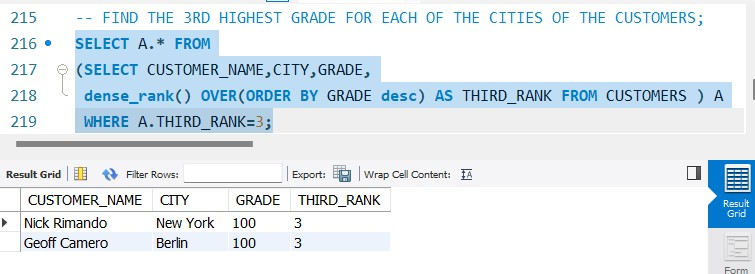 215 -- FIND THE 3RD HIGHEST GRADE FOR EACH OF THE CITIES OF THE CUSTOMERS;
216 SELECT A.* FROM
217 (SELECT CUSTOMER_NAME,CITY,GRADE,
218 dense_rank() OVER(ORDER BY GRADE desc) AS THIRD_RANK FROM CUSTOMERS ) A
219 WHERE A.THIRD_RANK=3;
Result Grid Filter Rows: Export: Wrap Cell Content: IA
CUSTOMER_NAME CITY GRADE THIRD_RANK
Nick Rimando New York 100 3
Geoff Camero Berlin 100 3
Result
Grid
Form